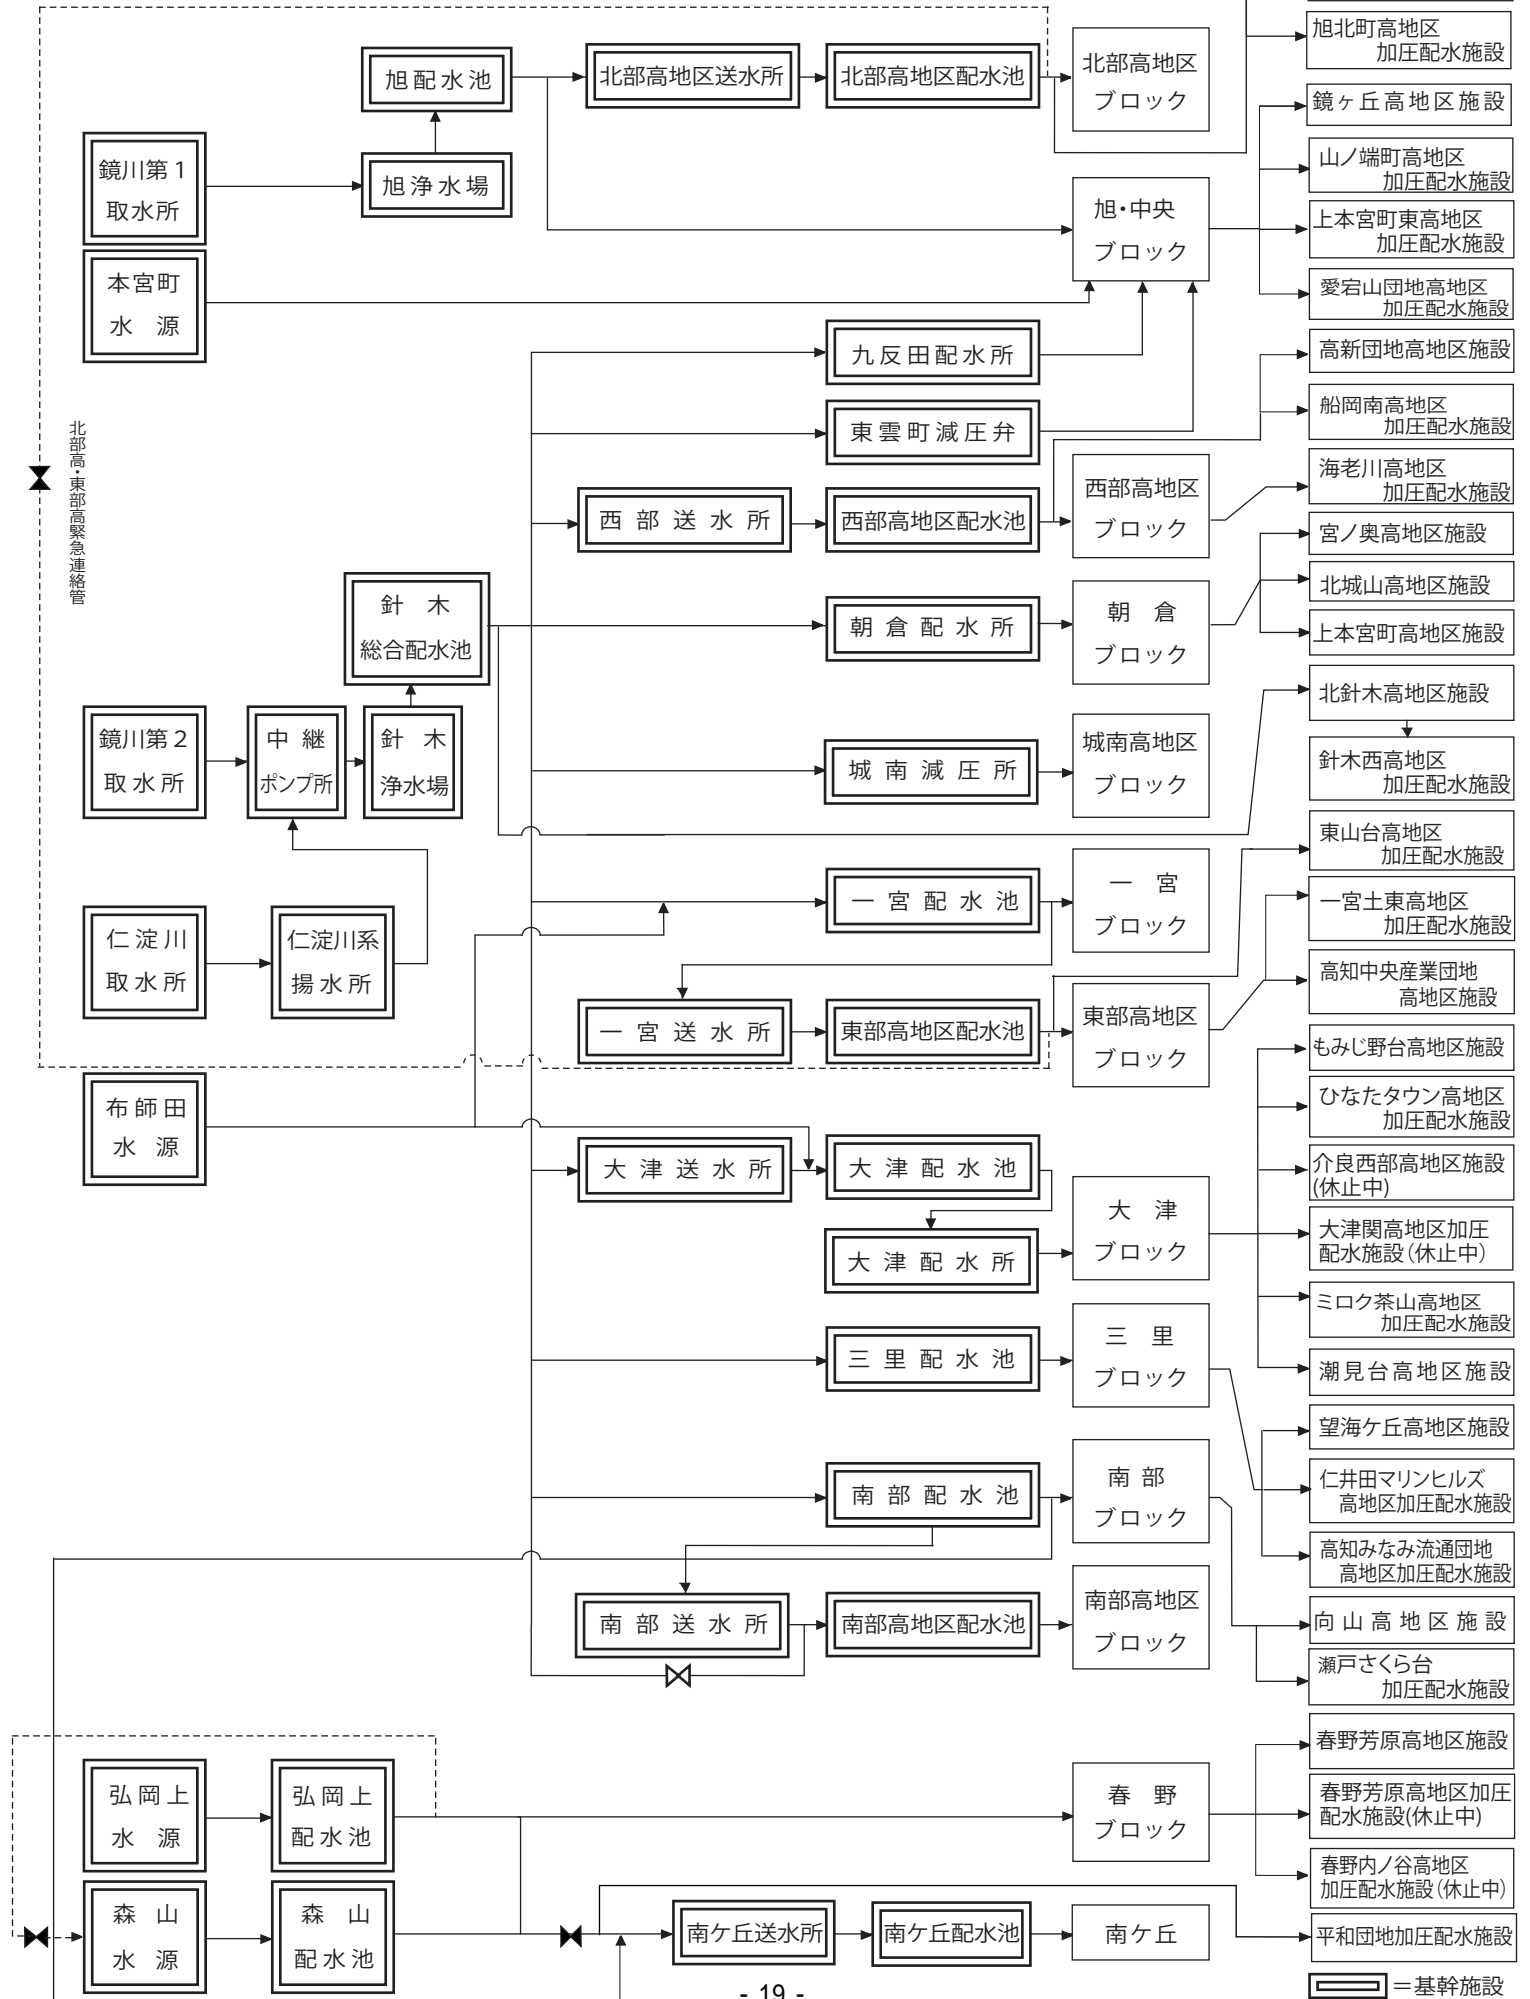 旭北町高地区
加圧配水施設
旭配水池
北部高地区送水所
北部高地区配水池
北部高地区
ブロック
鏡ヶ丘高地区施設
鏡川第１
取水所
旭浄水場
山ノ端町高地区
加圧配水施設
旭・中央
ブロック
上本宮町東高地区
加圧配水施設
本宮町
水　源
愛宕山団地高地区
加圧配水施設
九反田配水所
高新団地高地区施設
東雲町減圧弁
船岡南高地区
加圧配水施設
北部高・東部高緊急連絡管
西部送水所
西部高地区配水池
西部高地区
ブロック
海老川高地区
加圧配水施設
宮ノ奥高地区施設
針　木
総合配水池
朝倉配水所
朝　倉
ブロック
北城山高地区施設
上本宮町高地区施設
北針木高地区施設
鏡川第２
取水所
中　継
ポンプ所
針　木
浄水場
城南減圧所
城南高地区
ブロック
針木西高地区
加圧配水施設
東山台高地区
加圧配水施設
一宮配水池
一　宮
ブロック
一宮土東高地区
加圧配水施設
仁淀川
取水所
仁淀川系
揚水所
高知中央産業団地
高地区施設
一宮送水所
東部高地区配水池
東部高地区
ブロック
もみじ野台高地区施設
布師田
水　源
ひなたタウン高地区
加圧配水施設
大津送水所
大津配水池
介良西部高地区施設
(休止中)
大津配水所
大　津
ブロック
大津関高地区加圧
配水施設(休止中)
ミロク茶山高地区
加圧配水施設
三里配水池
三　里
ブロック
潮見台高地区施設
望海ケ丘高地区施設
南部配水池
南　部
ブロック
仁井田マリンヒルズ
高地区加圧配水施設
高知みなみ流通団地
高地区加圧配水施設
南部送水所
南部高地区配水池
南部高地区
ブロック
向山高地区施設
瀬戸さくら台
加圧配水施設
春野芳原高地区施設
弘岡上
水　源
弘岡上
配水池
春　野
ブロック
春野芳原高地区加圧
配水施設(休止中)
春野内ノ谷高地区
加圧配水施設(休止中)
森　山
水　源
森　山
配水池
南ケ丘送水所
南ケ丘配水池
南ケ丘
平和団地加圧配水施設
＝基幹施設
- 19 -